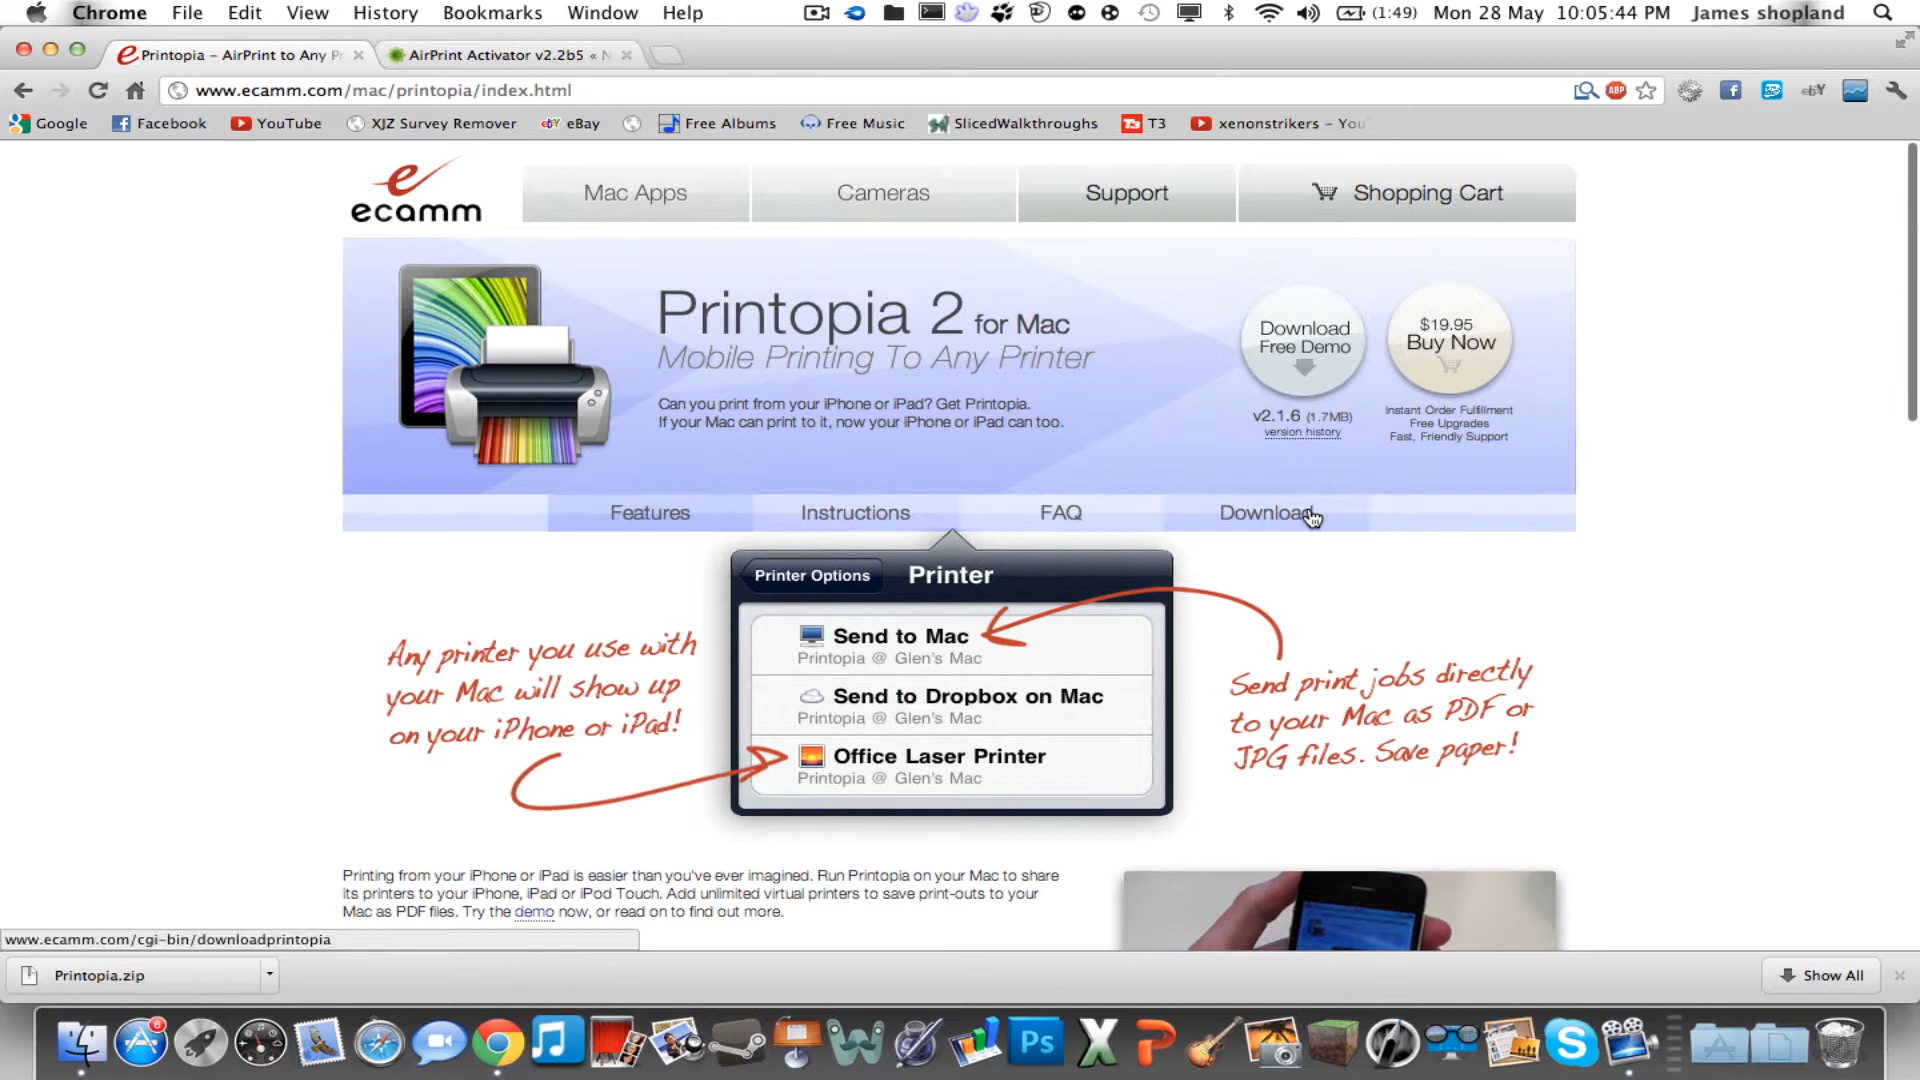 Chrome File Edit View History Bookmarks Window Help (1:49) Mon 28 May 10:05:44 PM James shopland
Printopia – AirPrint to Any Pr AirPrint Activator v2.2b5 « N
www.ecamm.com/mac/printopia/index.html
Google Facebook YouTube XJZ Survey Remover eBay Free Albums Free Music SlicedWalkthroughs T3 xenonstrikers - You
ecamm
Mac Apps Cameras Support Shopping Cart
Printopia 2 for Mac
Mobile Printing To Any Printer
Can you print from your iPhone or iPad? Get Printopia.
If your Mac can print to it, now your iPhone or iPad can too.
Download
Free Demo
v2.1.6 (1.7MB)
version history
$19.95
Buy Now
Instant Order Fulfillment
Free Upgrades
Fast, Friendly Support
Features Instructions FAQ Download
Printer Options Printer
Send to Mac
Printopia @ Glen's Mac
Send to Dropbox on Mac
Printopia @ Glen's Mac
Office Laser Printer
Printopia @ Glen's Mac
Any printer you use with
your Mac will show up
on your iPhone or iPad!
Send print jobs directly
to your Mac as PDF or
JPG files. Save paper!
Printing from your iPhone or iPad is easier than you've ever imagined. Run Printopia on your Mac to share
its printers to your iPhone, iPad or iPod Touch. Add unlimited virtual printers to save print-outs to your
Mac as PDF files. Try the demo now, or read on to find out more.
www.ecamm.com/cgi-bin/downloadprintopia
Printopia.zip Show All
6
Ps